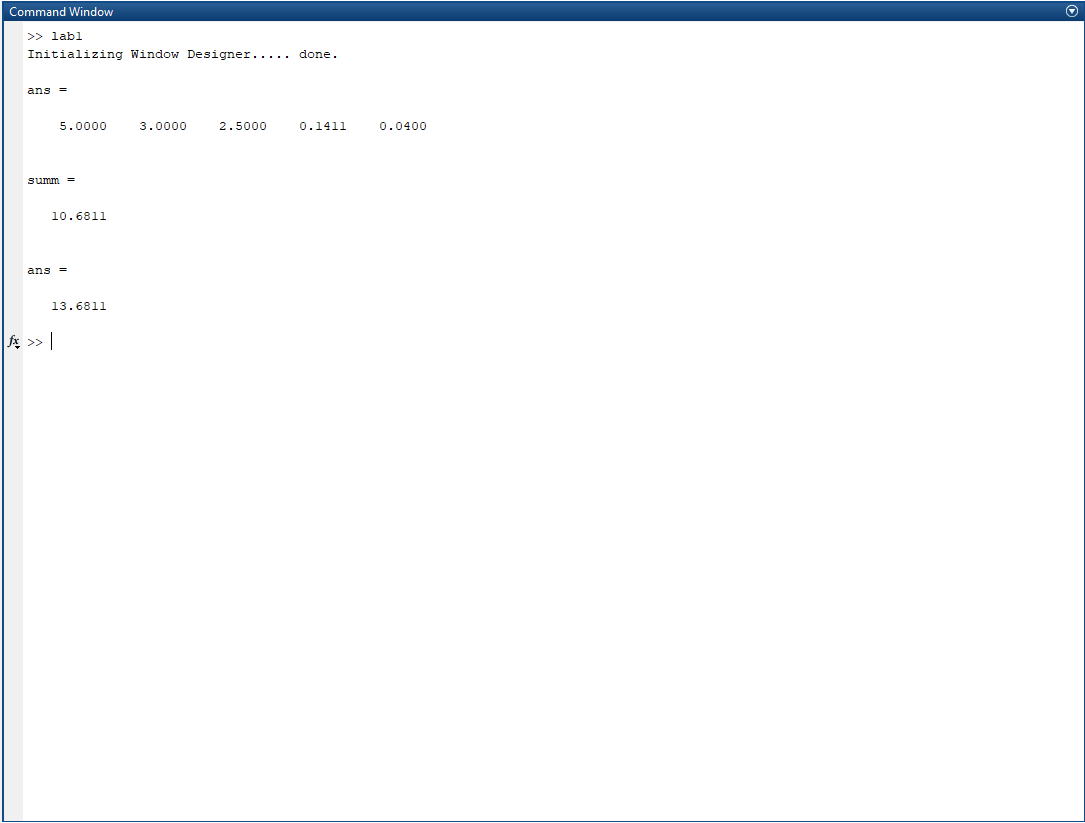 Command Window
>> lab1
Initializing Window Designer..... done.
ans =
5.0000    3.0000    2.5000    0.1411    0.0400
summ =
10.6811
ans =
13.6811
fx >>